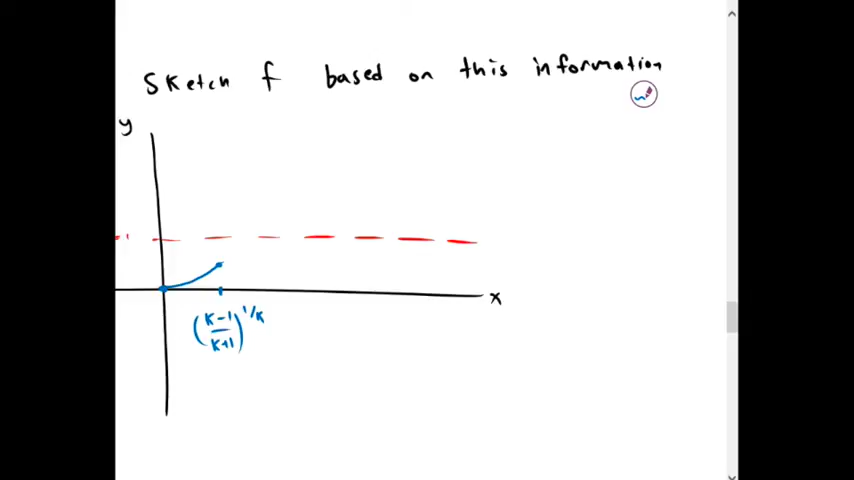 Sketch f based on this information
y
x
(K-1/K+1)^1/K